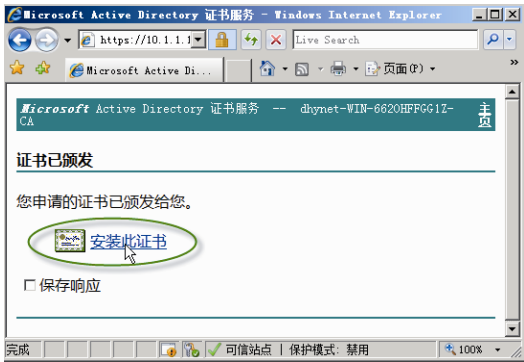 Microsoft Active Directory 证书服务 - Windows Internet Explorer
https://10.1.1.1
Live Search
Microsoft Active Di...
页面(P)
Microsoft Active Directory 证书服务 -- dhynet-WIN-662OHFFGG1Z-
CA
主页
证书已颁发
您申请的证书已颁发给您。
安装此证书
保存响应
完成
可信站点 | 保护模式: 禁用
100%